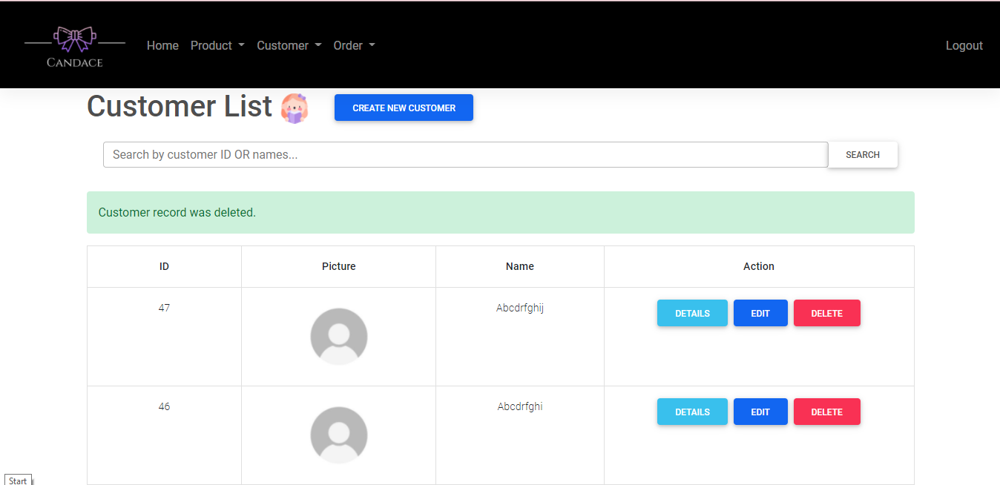 CANDACE
Home Product Customer Order Logout
Customer List CREATE NEW CUSTOMER
Search by customer ID OR names... SEARCH
Customer record was deleted.
ID Picture Name Action
47 Abcdrfghij DETAILS EDIT DELETE
46 Abcdrfghi DETAILS EDIT DELETE
Start